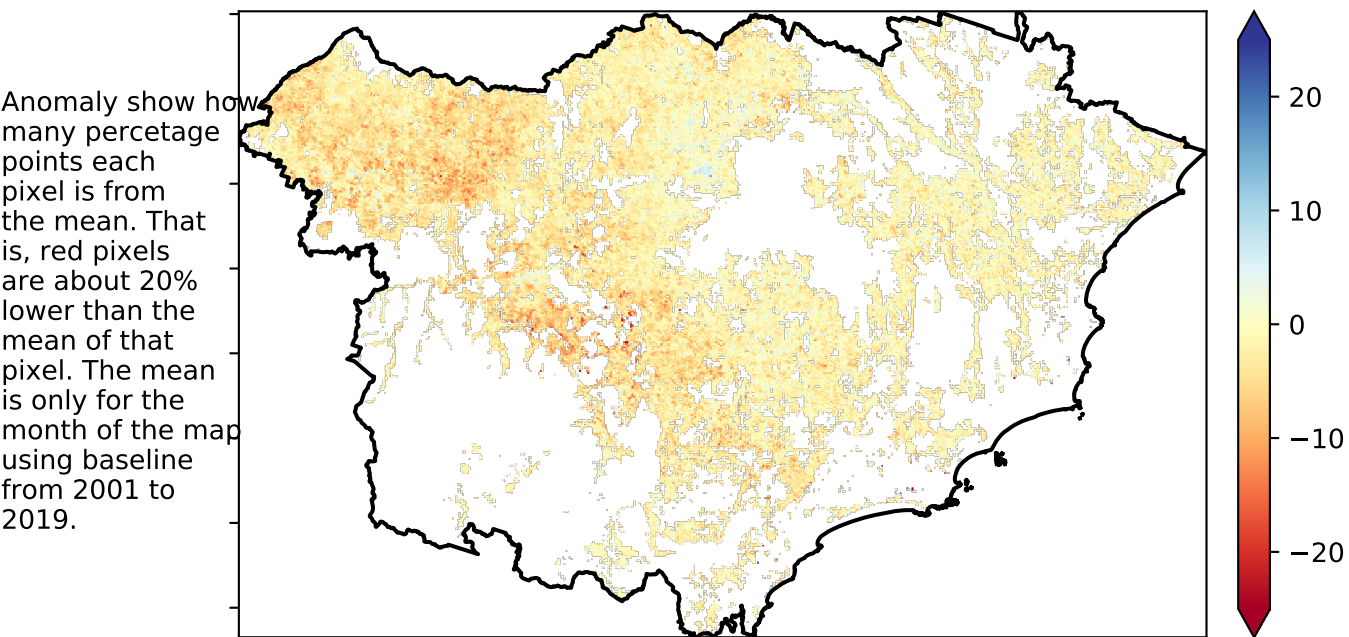 Anomaly show how
many percetage
points each
pixel is from
the mean. That
is, red pixels
are about 20%
lower than the
mean of that
pixel. The mean
is only for the
month of the map
using baseline
from 2001 to
2019.
20
10
0
−10
−20